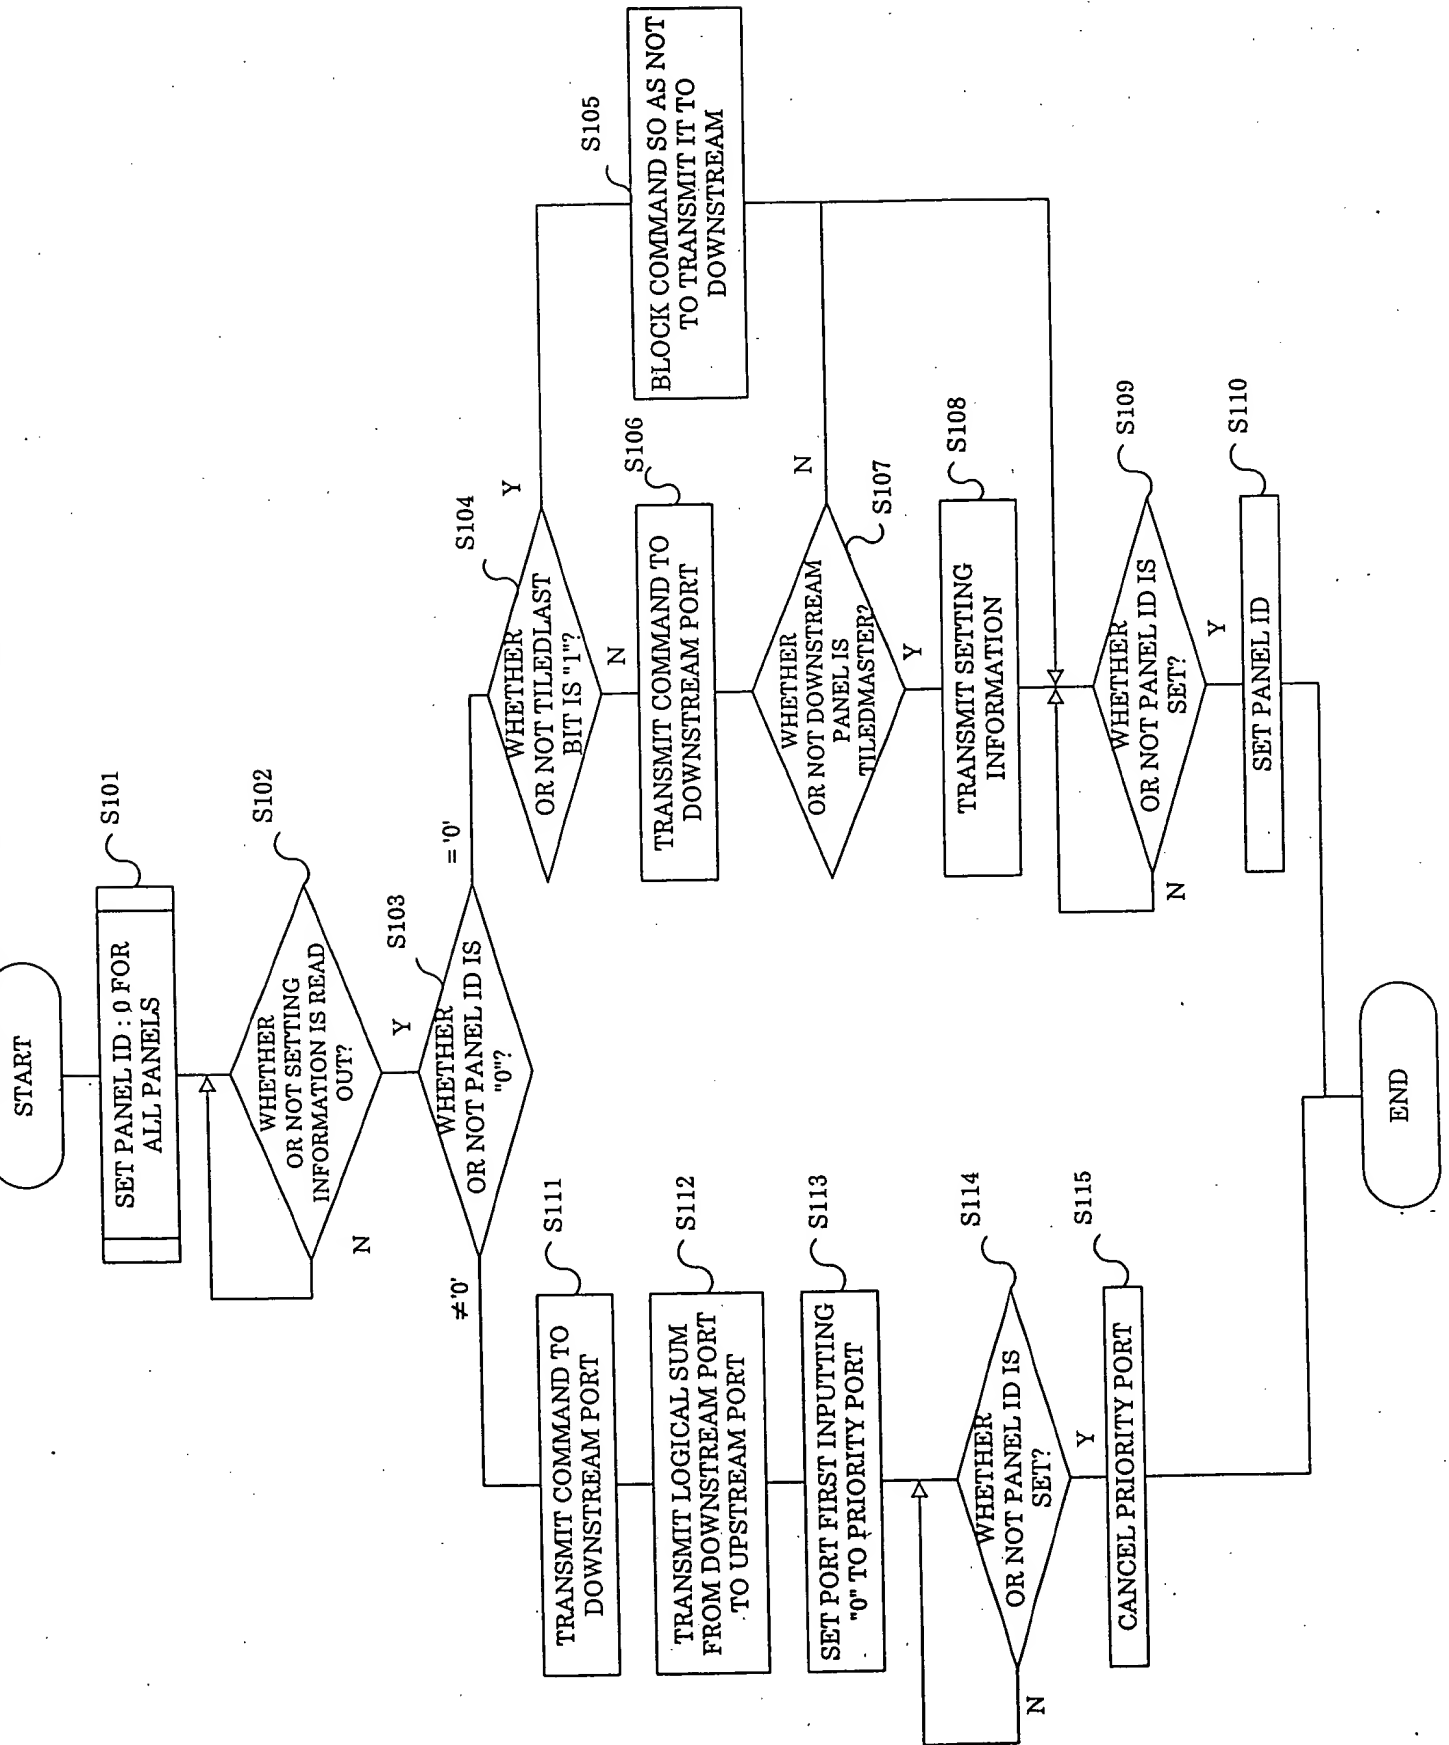 START
S101
SET PANEL ID : 0 FOR
ALL PANELS
S102
WHETHER
OR NOT SETTING
INFORMATION IS READ
OUT?
N
Y
S103
WHETHER
OR NOT PANEL ID IS
"0"?
≠'0'
= '0'
S104
WHETHER
OR NOT TILEDLAST
BIT IS "1"?
Y
N
S105
BLOCK COMMAND SO AS NOT
TO TRANSMIT IT TO
DOWNSTREAM
S106
TRANSMIT COMMAND TO
DOWNSTREAM PORT
S107
WHETHER
OR NOT DOWNSTREAM
PANEL IS
TILEDMASTER?
N
Y
S108
TRANSMIT SETTING
INFORMATION
S109
WHETHER
OR NOT PANEL ID IS
SET?
N
Y
S110
SET PANEL ID
S111
TRANSMIT COMMAND TO
DOWNSTREAM PORT
S112
TRANSMIT LOGICAL SUM
FROM DOWNSTREAM PORT
TO UPSTREAM PORT
S113
SET PORT FIRST INPUTING
"0" TO PRIORITY PORT
S114
WHETHER
OR NOT PANEL ID IS
SET?
N
Y
S115
CANCEL PRIORITY PORT
END